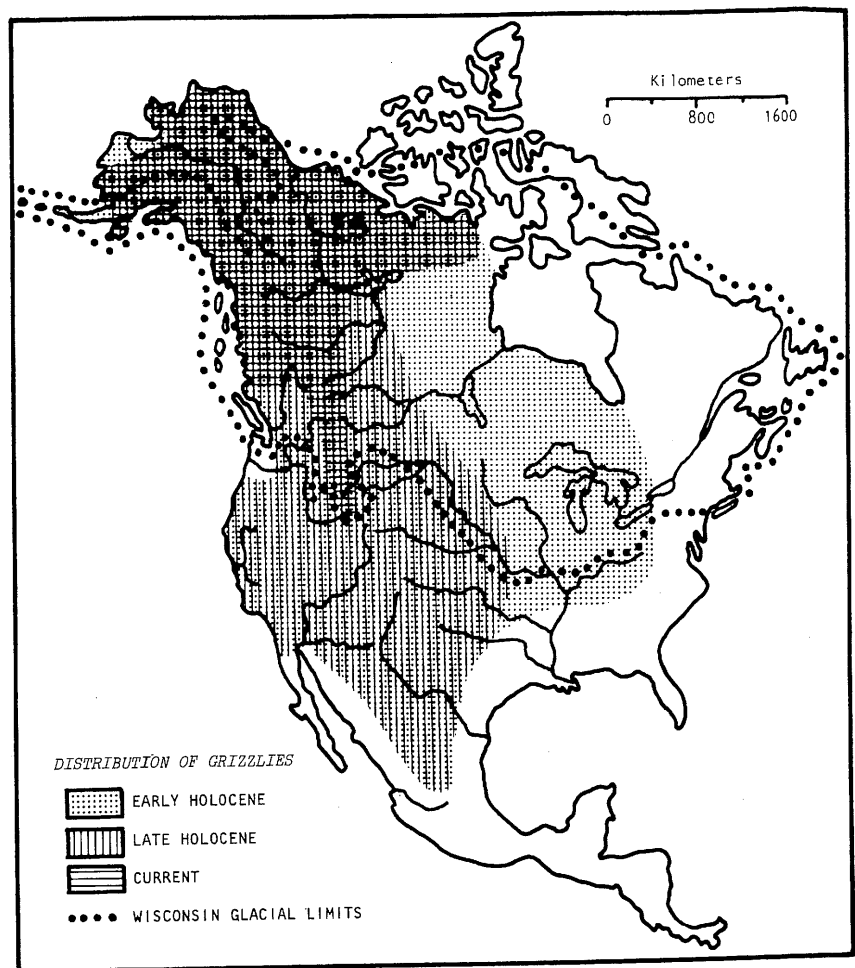 Kilometers
0 800 1600
DISTRIBUTION OF GRIZZLIES
EARLY HOLOCENE
LATE HOLOCENE
CURRENT
WISCONSIN GLACIAL LIMITS